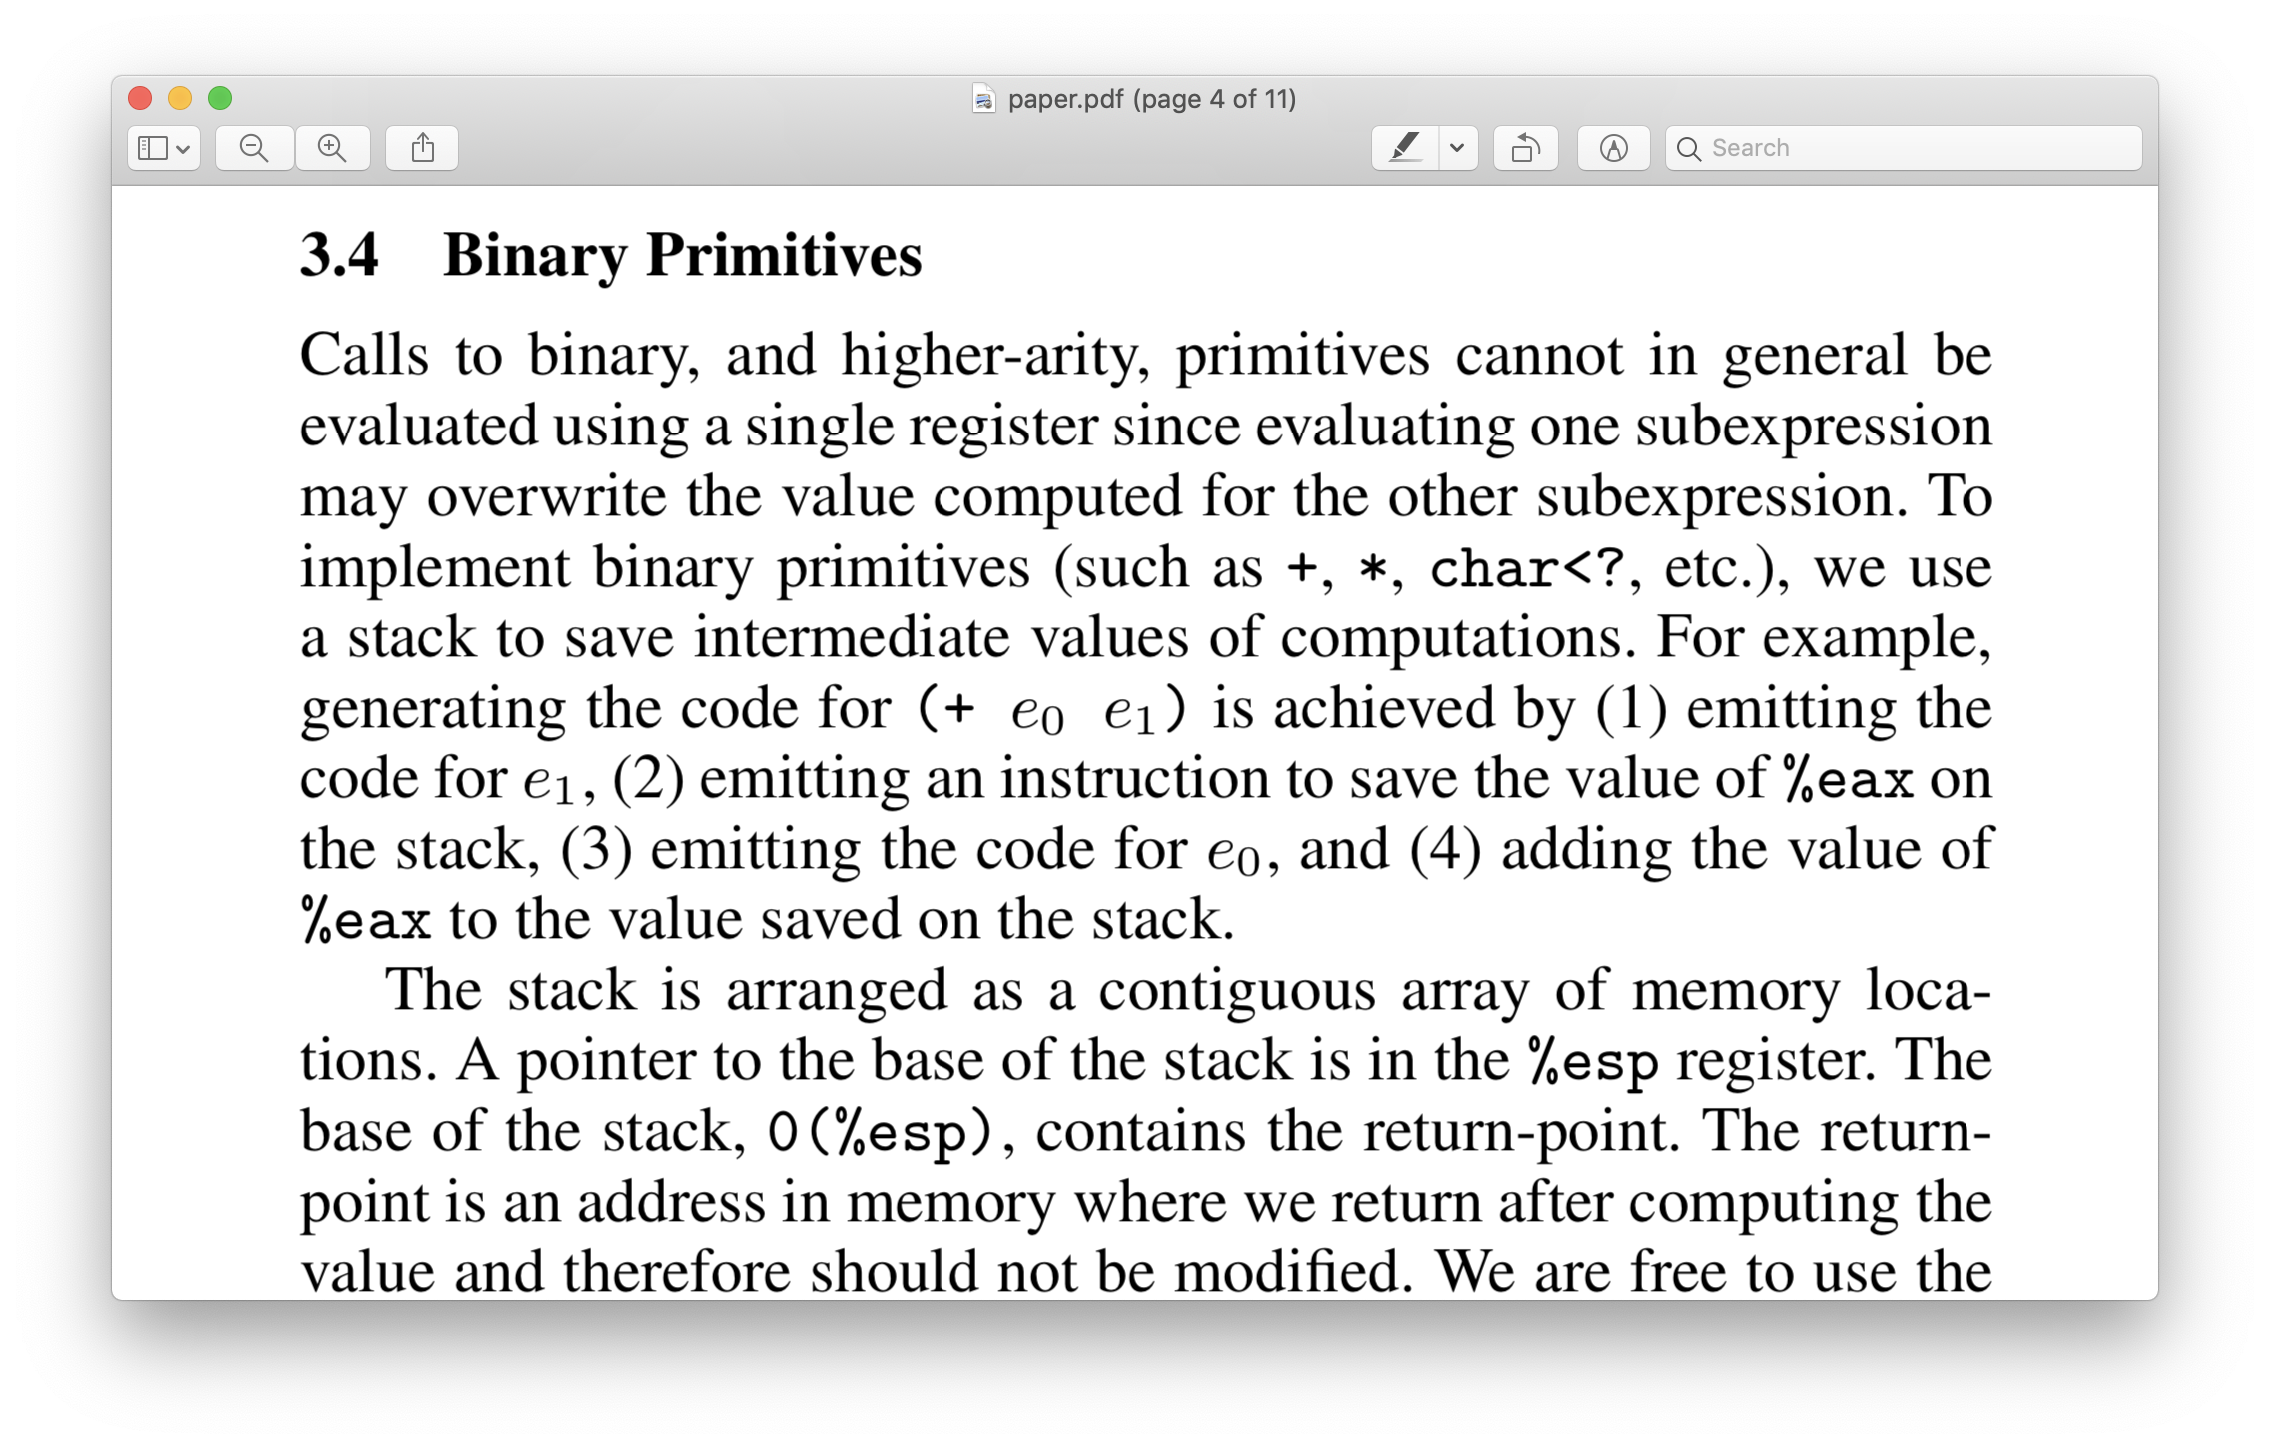 paper.pdf (page 4 of 11)
Search
3.4 Binary Primitives
Calls to binary, and higher-arity, primitives cannot in general be
evaluated using a single register since evaluating one subexpression
may overwrite the value computed for the other subexpression. To
implement binary primitives (such as +, *, char<?, etc.), we use
a stack to save intermediate values of computations. For example,
generating the code for (+ e₀ e₁) is achieved by (1) emitting the
code for e₁, (2) emitting an instruction to save the value of %eax on
the stack, (3) emitting the code for e₀, and (4) adding the value of
%eax to the value saved on the stack.
The stack is arranged as a contiguous array of memory loca-
tions. A pointer to the base of the stack is in the %esp register. The
base of the stack, 0(%esp), contains the return-point. The return-
point is an address in memory where we return after computing the
value and therefore should not be modified. We are free to use the